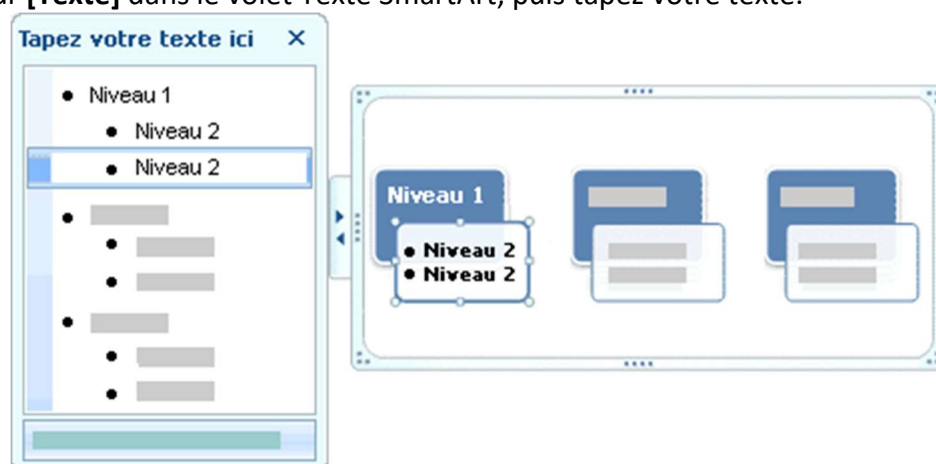 [Texte] dans le volet Texte SmartArt, puis tapez votre texte.
Tapez votre texte ici
Niveau 1
Niveau 2
Niveau 2
Niveau 1
Niveau 2
Niveau 2